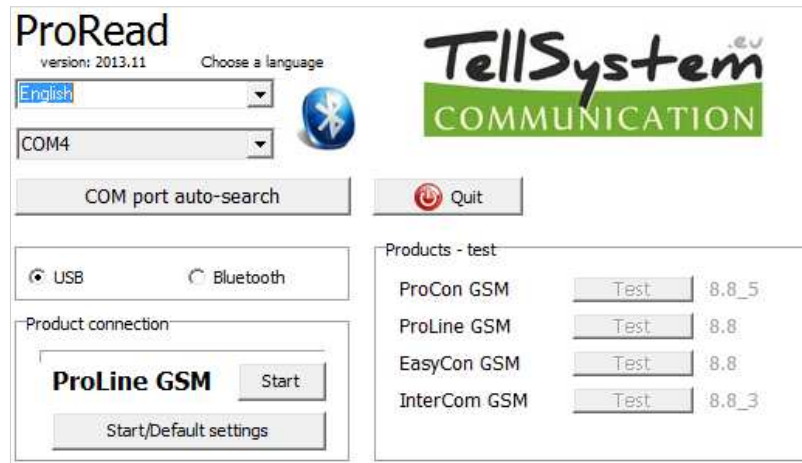 ProRead
version: 2013.11 Choose a language
English
COM4
COM port auto-search
USB Bluetooth
Product connection
ProLine GSM Start
Start/Default settings
TellSystem.eu
COMMUNICATION
Quit
Products - test
ProCon GSM Test 8.8_5
ProLine GSM Test 8.8
EasyCon GSM Test 8.8
InterCom GSM Test 8.8_3